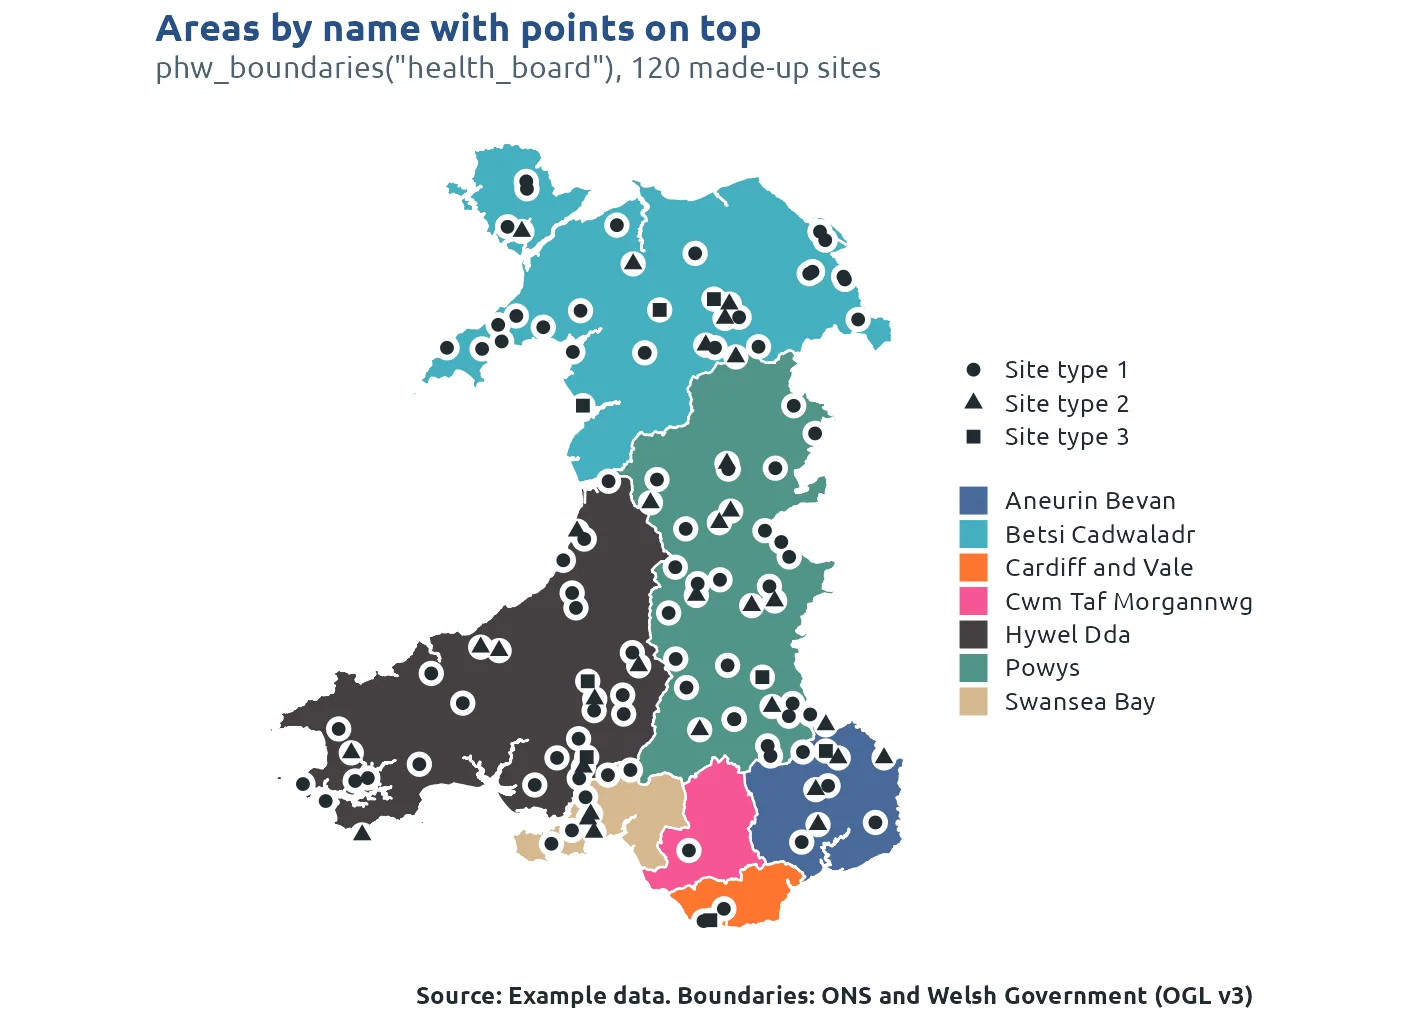 Areas by name with points on top
phw_boundaries("health_board"), 120 made-up sites
Site type 1
Site type 2
Site type 3
Aneurin Bevan
Betsi Cadwaladr
Cardiff and Vale
Cwm Taf Morgannwg
Hywel Dda
Powys
Swansea Bay
Source: Example data. Boundaries: ONS and Welsh Government (OGL v3)